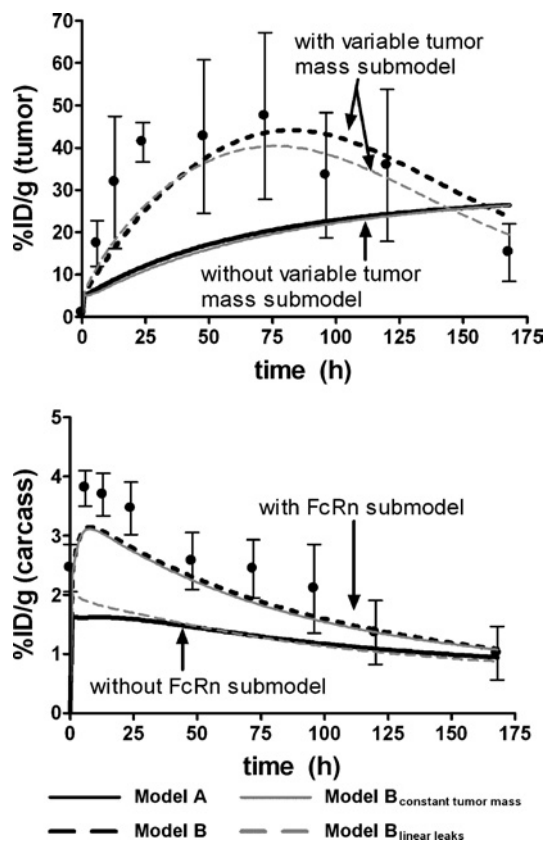 %ID/g (tumor)
70
60
50
40
30
20
10
0
with variable tumor
mass submodel
without variable tumor
mass submodel
0 25 50 75 100 125 150 175
time (h)
%ID/g (carcass)
5
4
3
2
1
0
with FcRn submodel
without FcRn submodel
0 25 50 75 100 125 150 175
time (h)
Model A Model B constant tumor mass
Model B Model B linear leaks